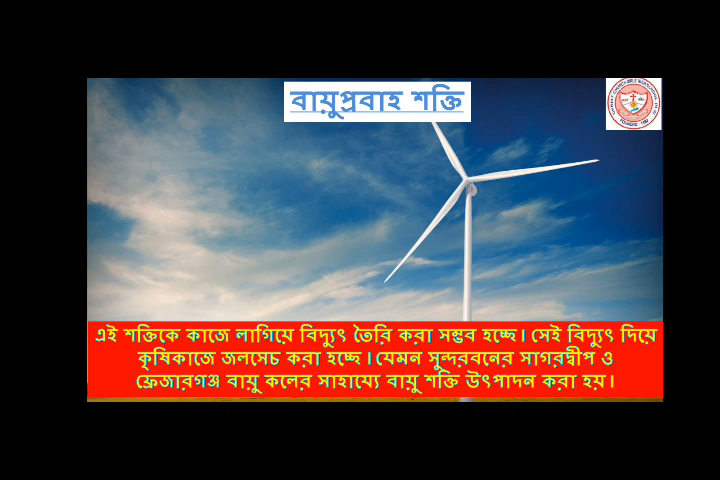 বায়ুপ্রবাহ শক্তি
এই শক্তিকে কাজে লাগিয়ে বিদ্যুৎ তৈরি করা সম্ভব হচ্ছে। সেই বিদ্যুৎ দিয়ে
কৃষিকাজে জলসেচ করা হচ্ছে। যেমন সুন্দরবনের সাগরদ্বীপ ও
ফ্রেজারগঞ্জ বায়ু কলের সাহায্যে বায়ু শক্তি উৎপাদন করা হয়।